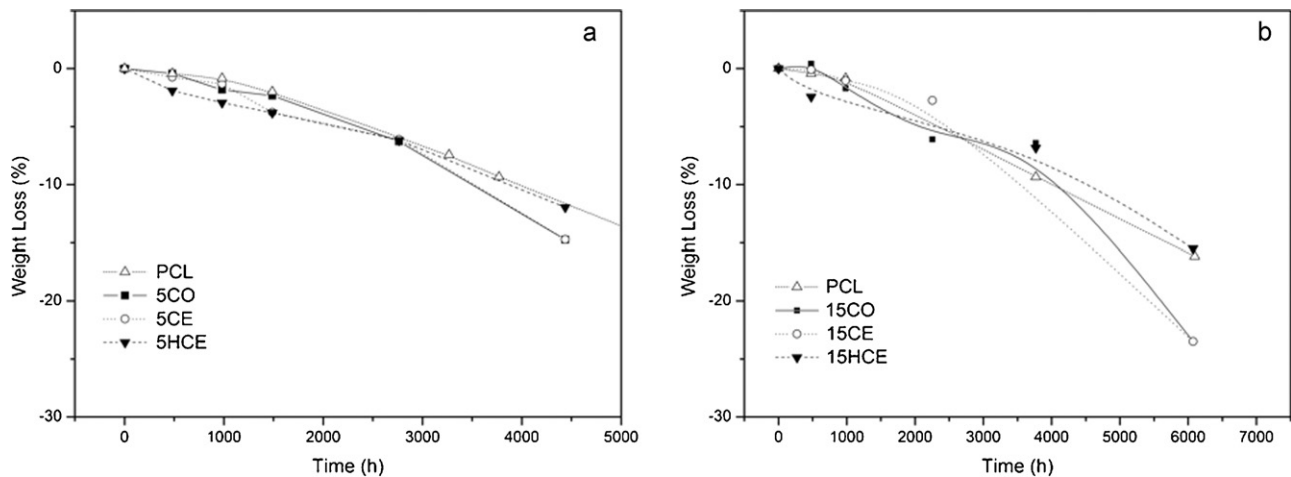 a
Weight Loss (%)
0
-10
-20
-30
PCL
5CO
5CE
5HCE
0 1000 2000 3000 4000 5000
Time (h)
b
Weight Loss (%)
0
-10
-20
-30
PCL
15CO
15CE
15HCE
0 1000 2000 3000 4000 5000 6000 7000
Time (h)